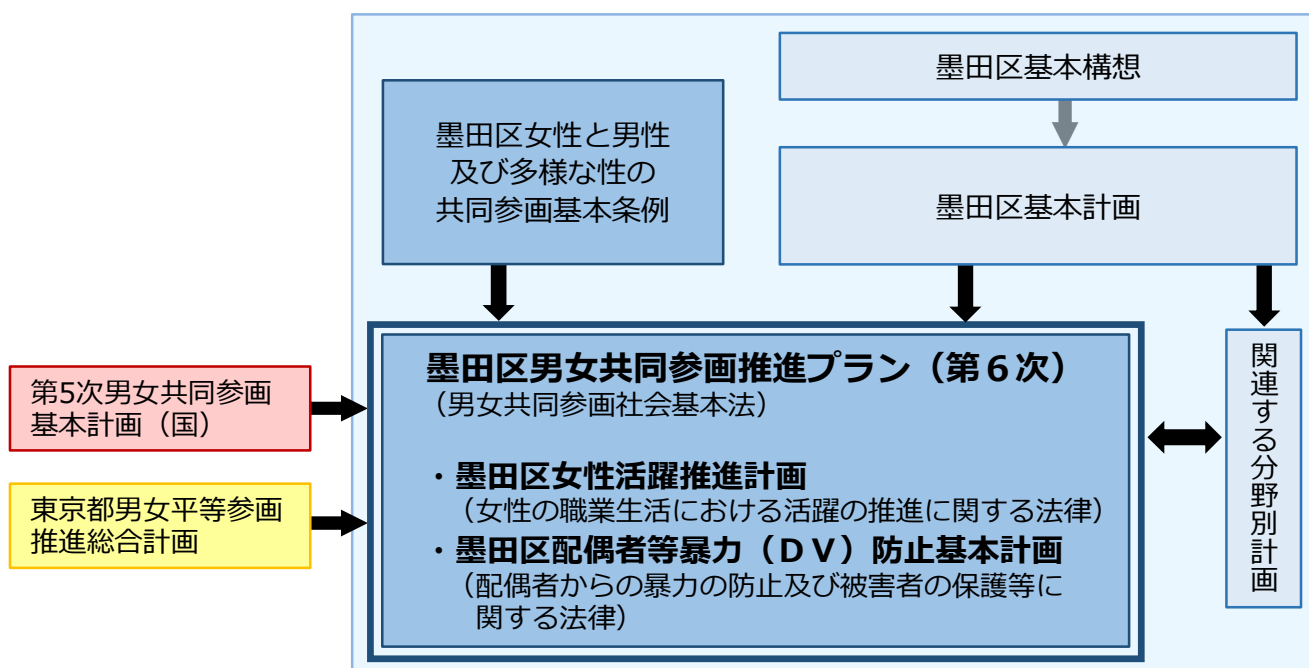 墨田区基本構想
墨田区女性と男性
及び多様な性の
共同参画基本条例
墨田区基本計画
第5次男女共同参画
基本計画（国）
東京都男女平等参画
推進総合計画
墨田区男女共同参画推進プラン（第６次）
（男女共同参画社会基本法）
・墨田区女性活躍推進計画
（女性の職業生活における活躍の推進に関する法律）
・墨田区配偶者等暴力（ＤＶ）防止基本計画
（配偶者からの暴力の防止及び被害者の保護等に
関する法律）
関連する分野別計画